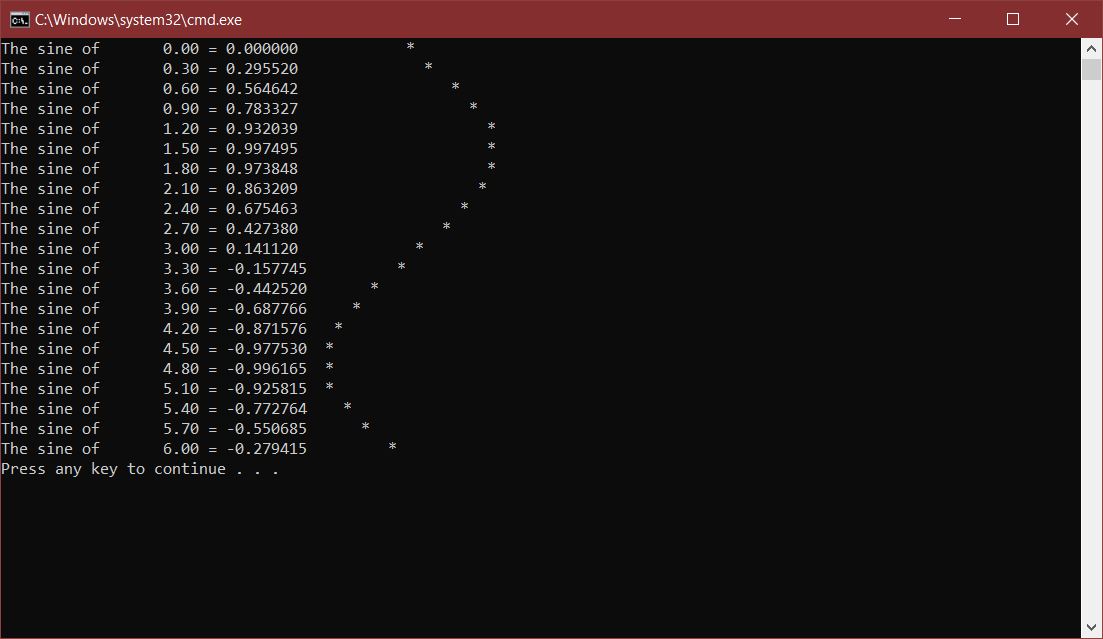 C:\Windows\system32\cmd.exe
The sine of       0.00 = 0.000000            *
The sine of       0.30 = 0.295520              *
The sine of       0.60 = 0.564642                 *
The sine of       0.90 = 0.783327                   *
The sine of       1.20 = 0.932039                     *
The sine of       1.50 = 0.997495                     *
The sine of       1.80 = 0.973848                     *
The sine of       2.10 = 0.863209                    *
The sine of       2.40 = 0.675463                  *
The sine of       2.70 = 0.427380                *
The sine of       3.00 = 0.141120             *
The sine of       3.30 = -0.157745          *
The sine of       3.60 = -0.442520       *
The sine of       3.90 = -0.687766     *
The sine of       4.20 = -0.871576   *
The sine of       4.50 = -0.977530  *
The sine of       4.80 = -0.996165  *
The sine of       5.10 = -0.925815  *
The sine of       5.40 = -0.772764    *
The sine of       5.70 = -0.550685      *
The sine of       6.00 = -0.279415         *
Press any key to continue . . .